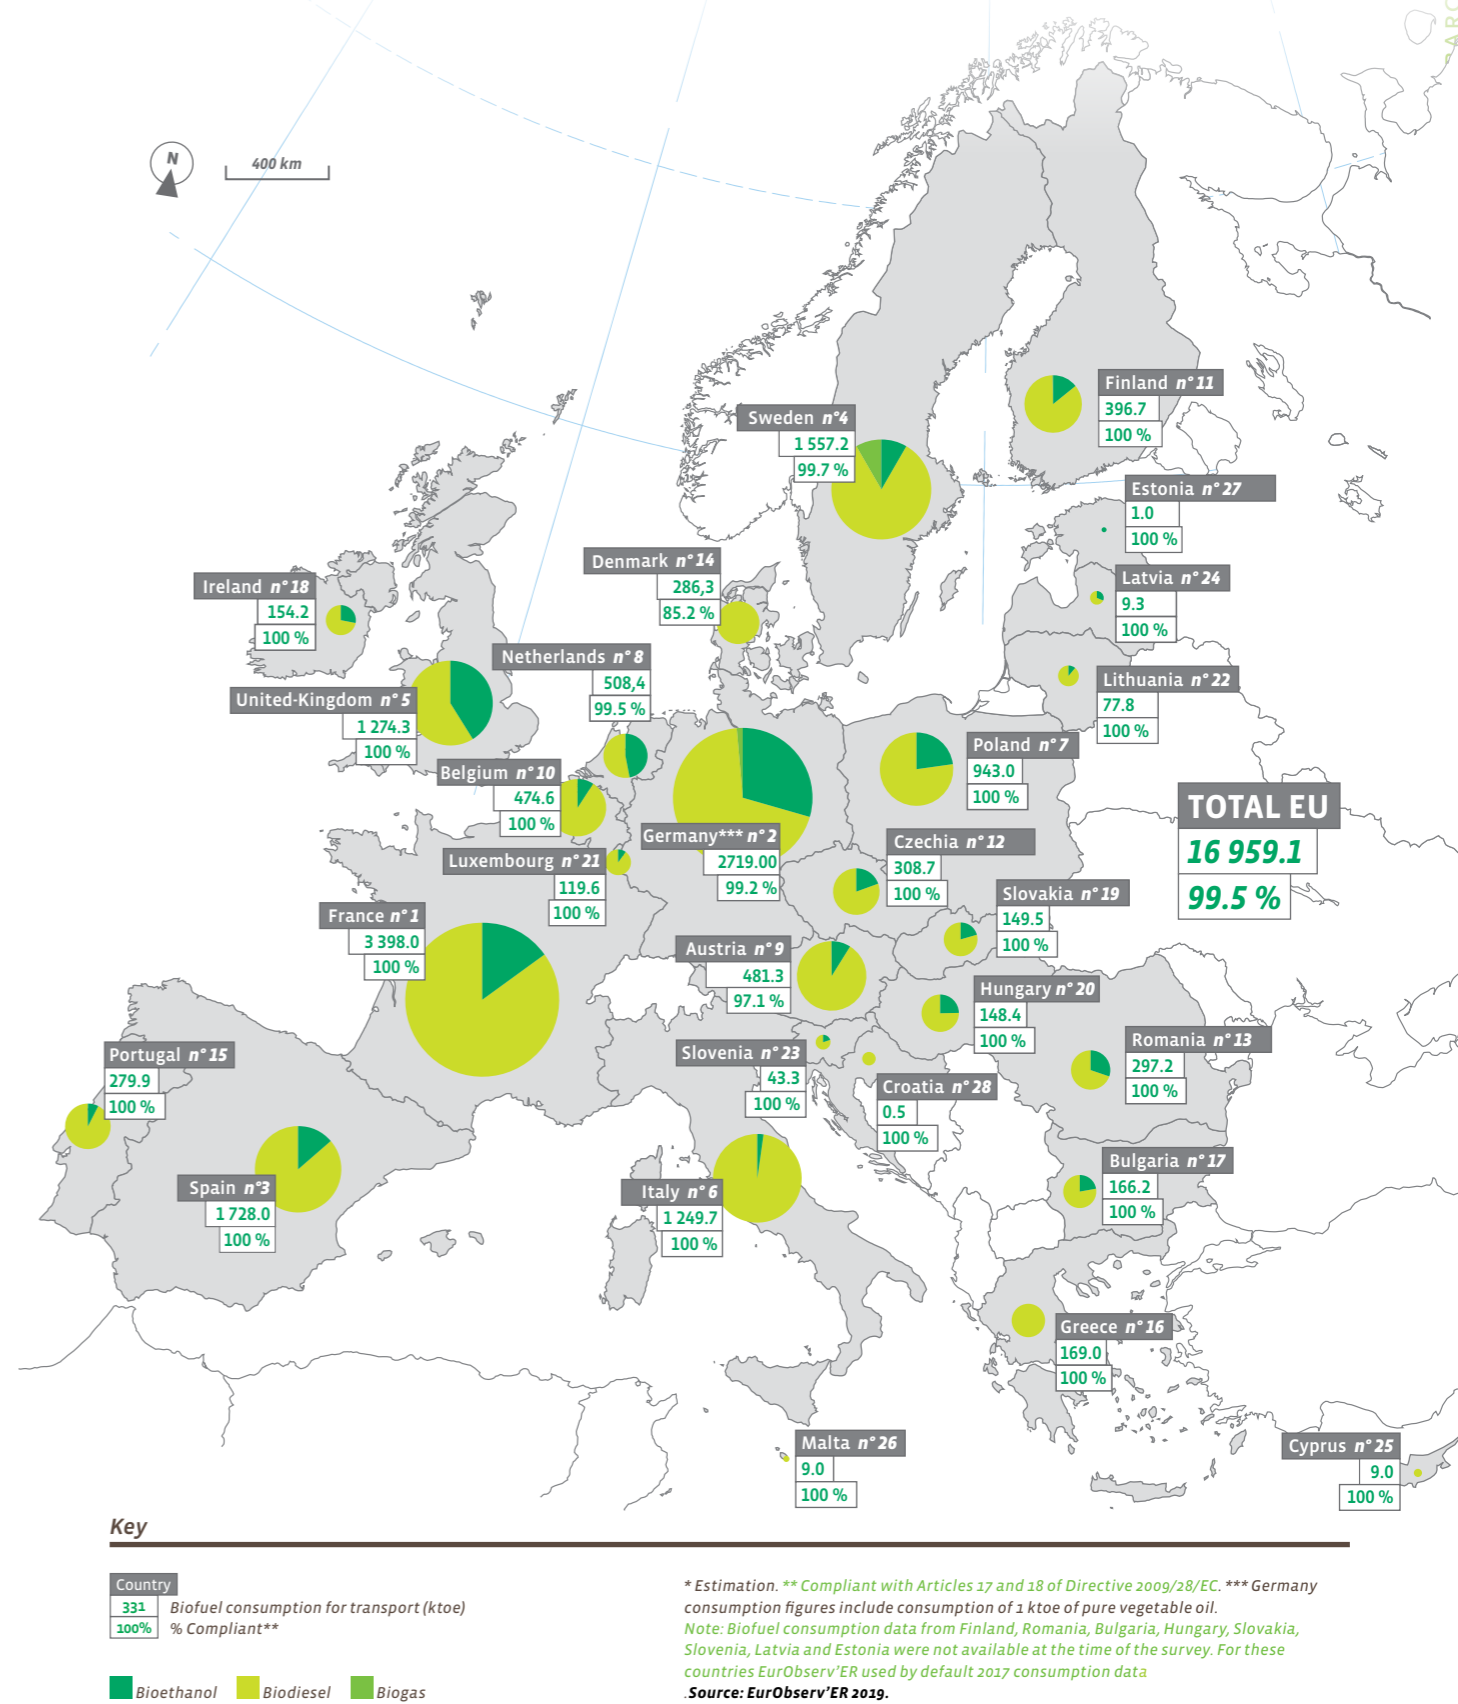 N
400 km
Finland n° 11
396.7
100 %
Sweden n°4
1 557.2
99.7 %
Estonia n° 27
1.0
100 %
Denmark n° 14
286,3
85.2 %
Latvia n° 24
9.3
100 %
Ireland n° 18
154.2
100 %
Netherlands n° 8
508,4
99.5 %
Lithuania n° 22
77.8
100 %
United-Kingdom n° 5
1 274.3
100 %
Poland n° 7
943.0
100 %
Belgium n° 10
474.6
100 %
TOTAL EU
16 959.1
99.5 %
Germany*** n° 2
2719.00
99.2 %
Czechia n° 12
308.7
100 %
Luxembourg n° 21
119.6
100 %
Slovakia n° 19
149.5
100 %
France n° 1
3 398.0
100 %
Austria n° 9
481.3
97.1 %
Hungary n° 20
148.4
100 %
Romania n° 13
297.2
100 %
Portugal n° 15
279.9
100 %
Slovenia n° 23
43.3
100 %
Croatia n° 28
0.5
100 %
Bulgaria n° 17
166.2
100 %
Spain n°3
1 728.0
100 %
Italy n° 6
1 249.7
100 %
Greece n° 16
169.0
100 %
Malta n° 26
9.0
100 %
Cyprus n° 25
9.0
100 %
Key
Country
331 Biofuel consumption for transport (ktoe)
100% % Compliant**
Bioethanol Biodiesel Biogas
* Estimation. ** Compliant with Articles 17 and 18 of Directive 2009/28/EC. *** Germany
consumption figures include consumption of 1 ktoe of pure vegetable oil.
Note: Biofuel consumption data from Finland, Romania, Bulgaria, Hungary, Slovakia,
Slovenia, Latvia and Estonia were not available at the time of the survey. For these
countries EurObserv'ER used by default 2017 consumption data
.Source: EurObserv'ER 2019.